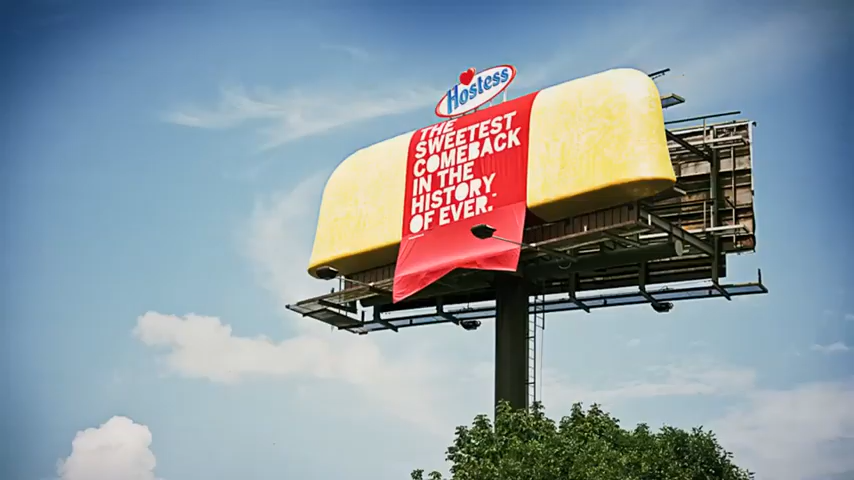 Hostess
THE
SWEETEST
COMEBACK
IN THE
HISTORY
OF EVER.